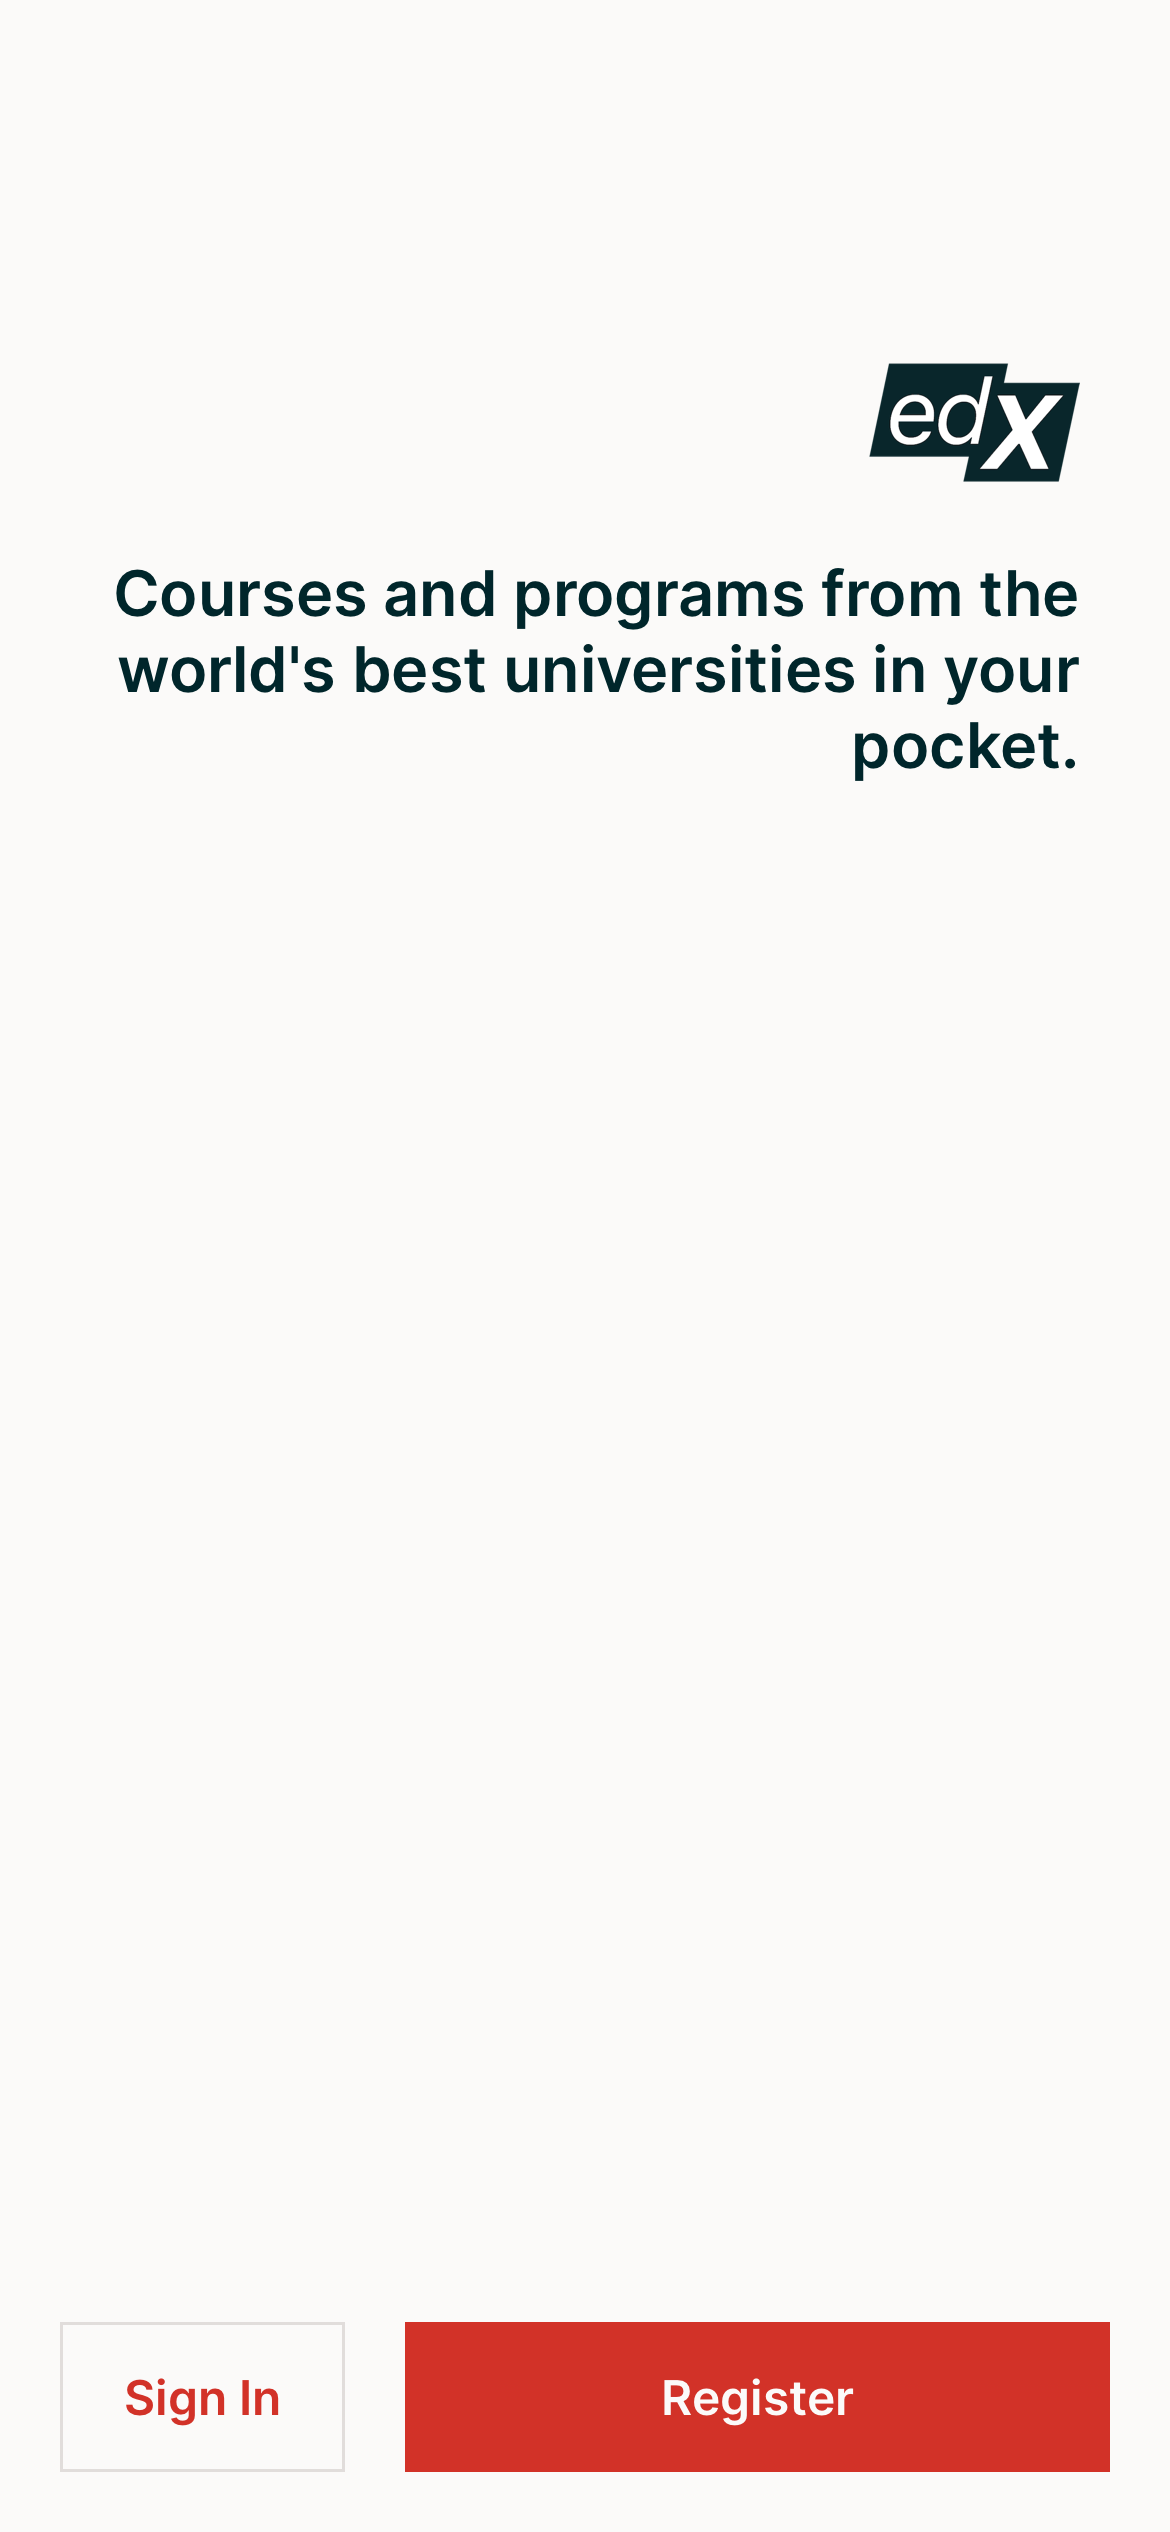 edX
Courses and programs from the
world's best universities in your
pocket.
Sign In
Register